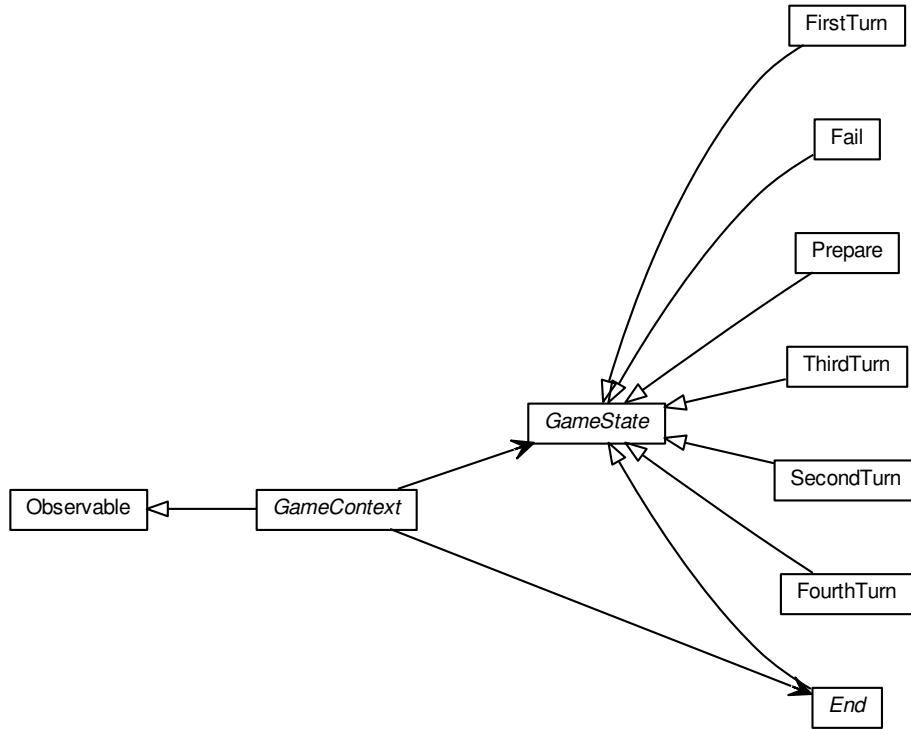 FirstTurn
Fail
Prepare
ThirdTurn
GameState
SecondTurn
Observable
GameContext
FourthTurn
End